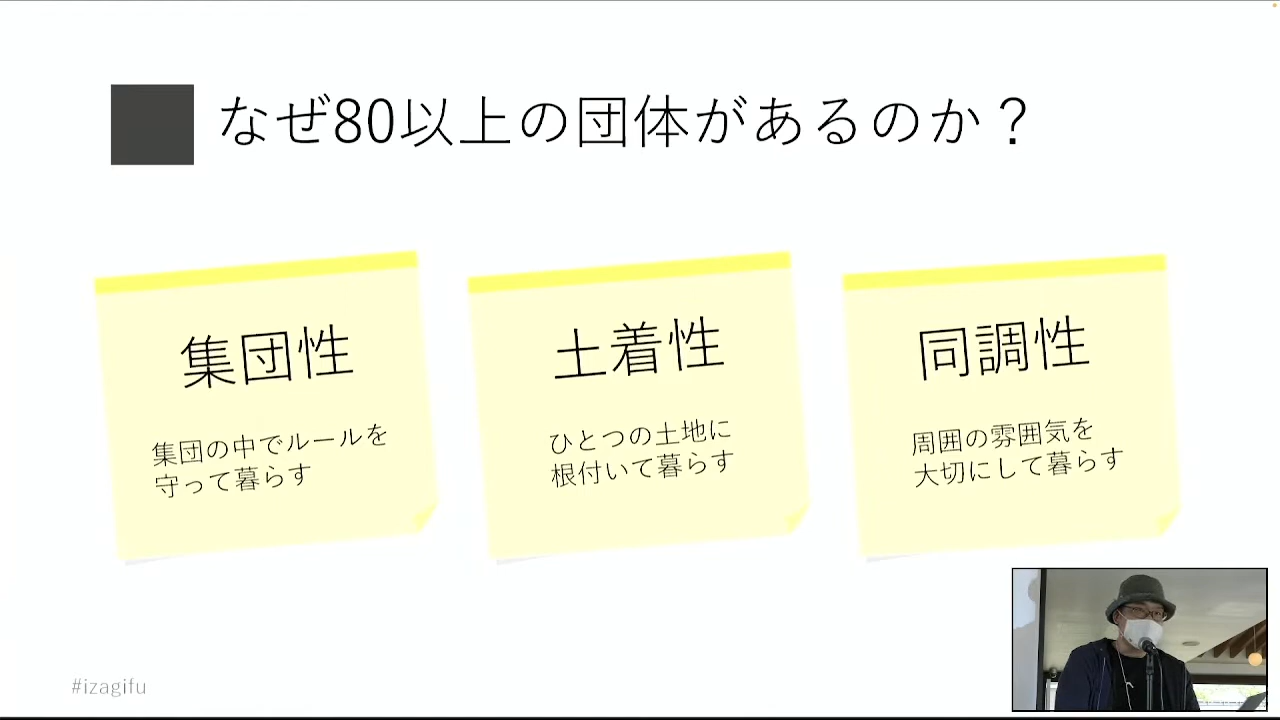 なぜ80以上の団体があるのか？
集団性
集団の中でルールを
守って暮らす
土着性
ひとつの土地に
根付いて暮らす
同調性
周囲の雰囲気を
大切にして暮らす
#izagifu